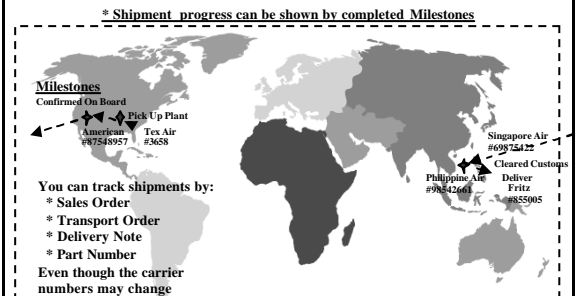 * Shipment progress can be shown by completed Milestones
Milestones
Confirmed On Board
Pick Up Plant
American
#87548957
Tex Air
#3658
Singapore Air
#69875422
Cleared Customs
Philippine Air
#98542661
Deliver
Fritz
#855005
You can track shipments by:
* Sales Order
* Transport Order
* Delivery Note
* Part Number
Even though the carrier
numbers may change